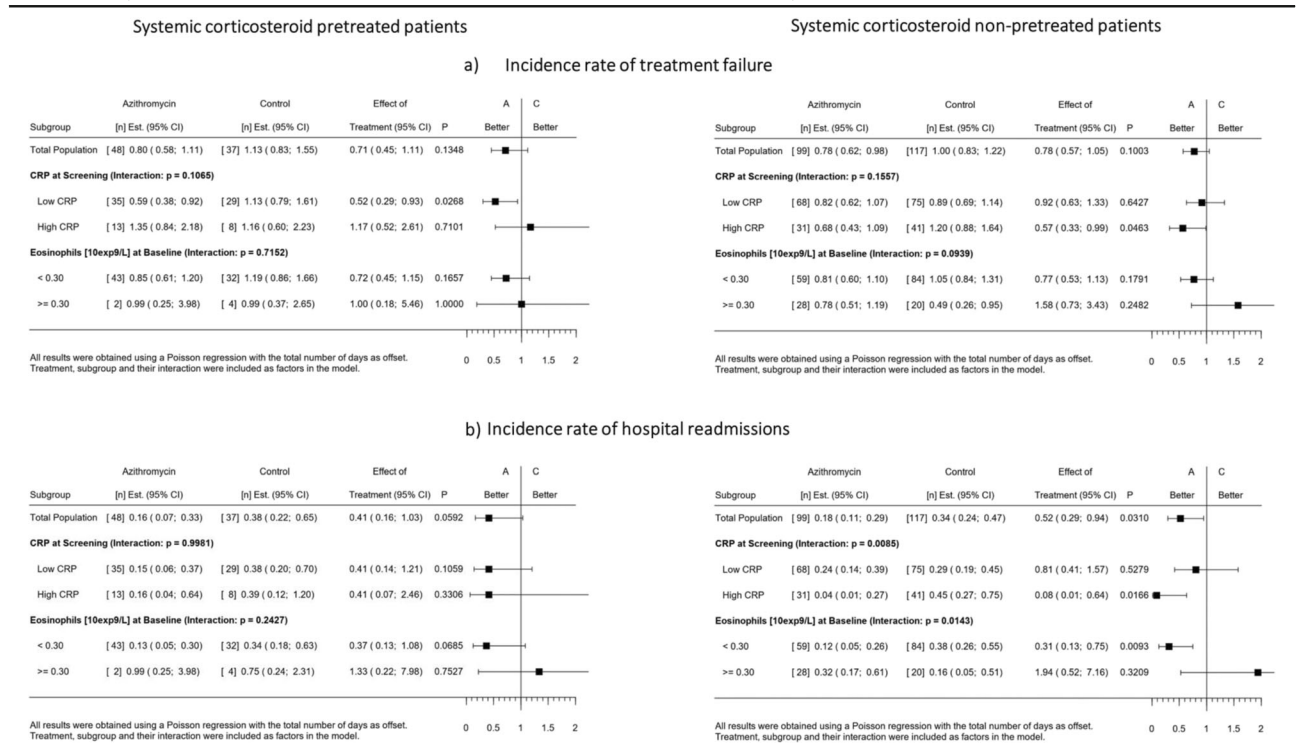 Systemic corticosteroid pretreated patients
Systemic corticosteroid non-pretreated patients
a) Incidence rate of treatment failure
Azithromycin Control Effect of A C
Subgroup [n] Est. (95% CI) [n] Est. (95% CI) Treatment (95% CI) P Better Better
Total Population [48] 0.80 (0.58; 1.11) [37] 1.13 (0.83; 1.55) 0.71 (0.45; 1.11) 0.1348
CRP at Screening (Interaction: p = 0.1065)
Low CRP [35] 0.59 (0.38; 0.92) [29] 1.13 (0.79; 1.61) 0.52 (0.29; 0.93) 0.0268
High CRP [13] 1.35 (0.84; 2.18) [ 8] 1.16 (0.60; 2.23) 1.17 (0.52; 2.61) 0.7101
Eosinophils [10exp9/L] at Baseline (Interaction: p = 0.7152)
< 0.30 [43] 0.85 (0.61; 1.20) [32] 1.19 (0.86; 1.66) 0.72 (0.45; 1.15) 0.1657
>= 0.30 [ 2] 0.99 (0.25; 3.98) [ 4] 0.99 (0.37; 2.65) 1.00 (0.18; 5.46) 1.0000
All results were obtained using a Poisson regression with the total number of days as offset.
Treatment, subgroup and their interaction were included as factors in the model.
0 0.5 1 1.5 2
Azithromycin Control Effect of A C
Subgroup [n] Est. (95% CI) [n] Est. (95% CI) Treatment (95% CI) P Better Better
Total Population [99] 0.78 (0.62; 0.98) [117] 1.00 (0.83; 1.22) 0.78 (0.57; 1.05) 0.1003
CRP at Screening (Interaction: p = 0.1557)
Low CRP [68] 0.82 (0.62; 1.07) [75] 0.89 (0.69; 1.14) 0.92 (0.63; 1.33) 0.6427
High CRP [31] 0.68 (0.43; 1.09) [41] 1.20 (0.88; 1.64) 0.57 (0.33; 0.99) 0.0463
Eosinophils [10exp9/L] at Baseline (Interaction: p = 0.0939)
< 0.30 [59] 0.81 (0.60; 1.10) [84] 1.05 (0.84; 1.31) 0.77 (0.53; 1.13) 0.1791
>= 0.30 [28] 0.78 (0.51; 1.19) [20] 0.49 (0.26; 0.95) 1.58 (0.73; 3.43) 0.2482
All results were obtained using a Poisson regression with the total number of days as offset.
Treatment, subgroup and their interaction were included as factors in the model.
0 0.5 1 1.5 2
b) Incidence rate of hospital readmissions
Azithromycin Control Effect of A C
Subgroup [n] Est. (95% CI) [n] Est. (95% CI) Treatment (95% CI) P Better Better
Total Population [48] 0.16 (0.07; 0.33) [37] 0.38 (0.22; 0.65) 0.41 (0.16; 1.03) 0.0592
CRP at Screening (Interaction: p = 0.9981)
Low CRP [35] 0.15 (0.06; 0.37) [29] 0.38 (0.20; 0.70) 0.41 (0.14; 1.21) 0.1059
High CRP [13] 0.16 (0.04; 0.64) [ 8] 0.39 (0.12; 1.20) 0.41 (0.07; 2.46) 0.3306
Eosinophils [10exp9/L] at Baseline (Interaction: p = 0.2427)
< 0.30 [43] 0.13 (0.05; 0.30) [32] 0.34 (0.18; 0.63) 0.37 (0.13; 1.08) 0.0685
>= 0.30 [ 2] 0.99 (0.25; 3.98) [ 4] 0.75 (0.24; 2.31) 1.33 (0.22; 7.98) 0.7527
All results were obtained using a Poisson regression with the total number of days as offset.
Treatment, subgroup and their interaction were included as factors in the model.
0 0.5 1 1.5 2
Azithromycin Control Effect of A C
Subgroup [n] Est. (95% CI) [n] Est. (95% CI) Treatment (95% CI) P Better Better
Total Population [99] 0.18 (0.11; 0.29) [117] 0.34 (0.24; 0.47) 0.52 (0.29; 0.94) 0.0310
CRP at Screening (Interaction: p = 0.0085)
Low CRP [68] 0.24 (0.14; 0.39) [75] 0.29 (0.19; 0.45) 0.81 (0.41; 1.57) 0.5279
High CRP [31] 0.04 (0.01; 0.27) [41] 0.45 (0.27; 0.75) 0.08 (0.01; 0.64) 0.0166
Eosinophils [10exp9/L] at Baseline (Interaction: p = 0.0143)
< 0.30 [59] 0.12 (0.05; 0.26) [84] 0.38 (0.26; 0.55) 0.31 (0.13; 0.75) 0.0093
>= 0.30 [28] 0.32 (0.17; 0.61) [20] 0.16 (0.05; 0.51) 1.94 (0.52; 7.16) 0.3209
All results were obtained using a Poisson regression with the total number of days as offset.
Treatment, subgroup and their interaction were included as factors in the model.
0 0.5 1 1.5 2